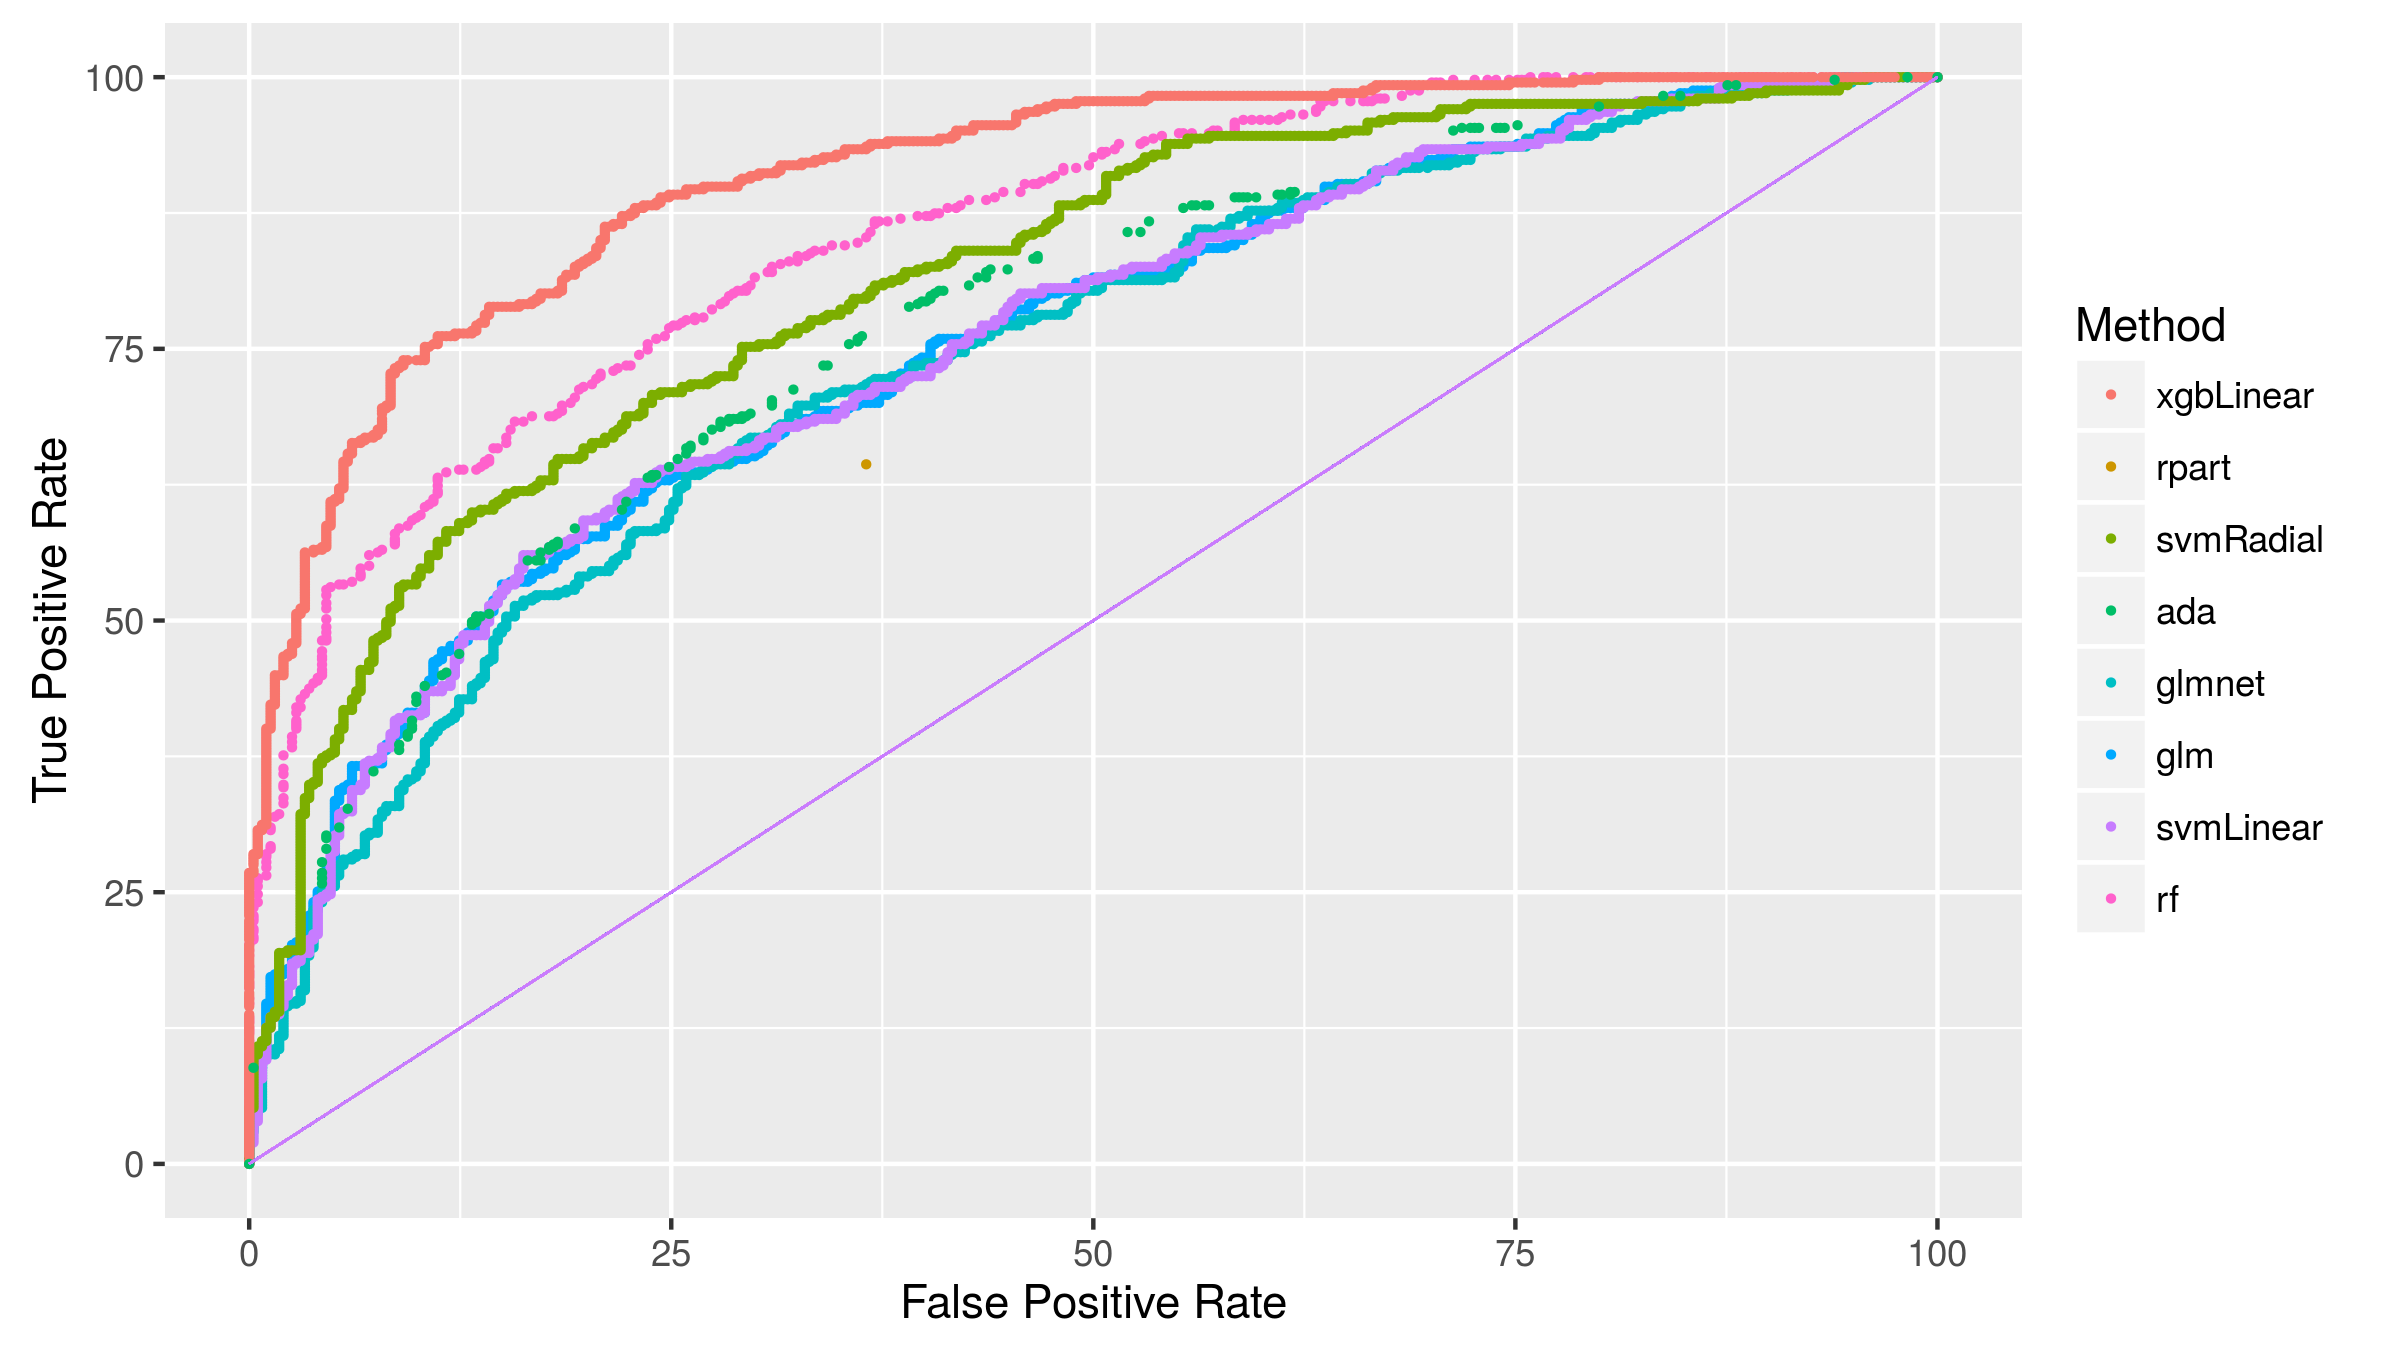 100
75
50
25
0
True Positive Rate
0 25 50 75 100
False Positive Rate
Method
xgbLinear
rpart
svmRadial
ada
glmnet
glm
svmLinear
rf